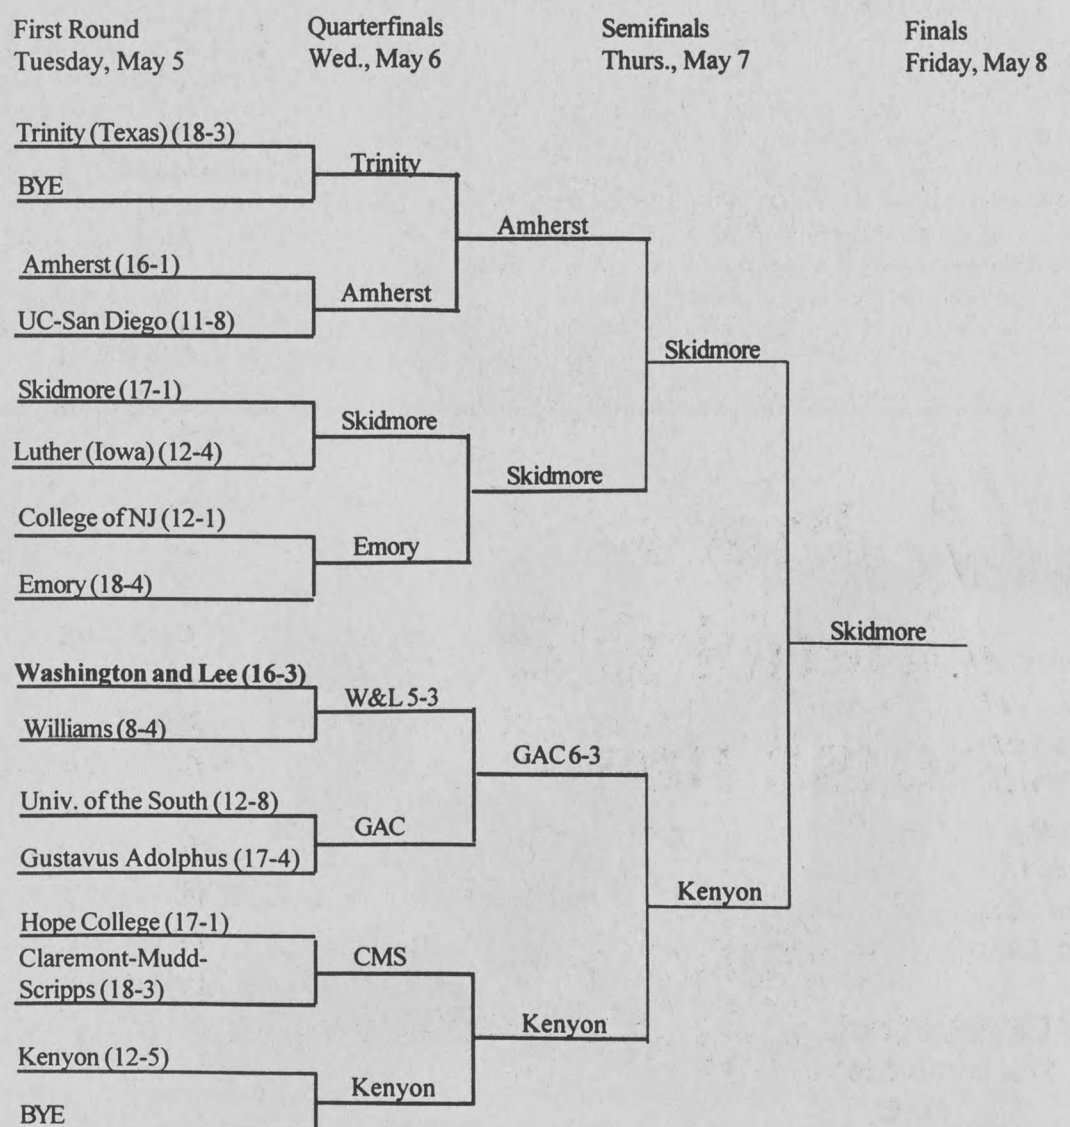 First Round
Tuesday, May 5
Quarterfinals
Wed., May 6
Semifinals
Thurs., May 7
Finals
Friday, May 8
Trinity (Texas) (18-3)
BYE
Trinity
Amherst (16-1)
UC-San Diego (11-8)
Amherst
Amherst
Skidmore (17-1)
Luther (Iowa) (12-4)
Skidmore
College of NJ (12-1)
Emory (18-4)
Emory
Skidmore
Skidmore
Washington and Lee (16-3)
Williams (8-4)
W&L 5-3
Univ. of the South (12-8)
Gustavus Adolphus (17-4)
GAC
GAC 6-3
Hope College (17-1)
Claremont-Mudd-
Scripps (18-3)
CMS
Kenyon (12-5)
BYE
Kenyon
Kenyon
Kenyon
Skidmore